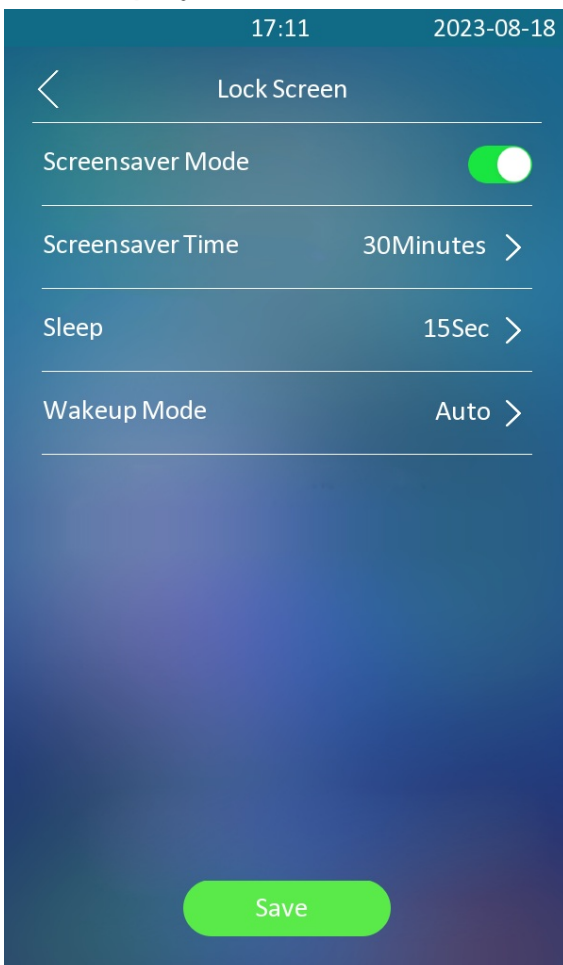 17:11 2023-08-18
Lock Screen
Screensaver Mode
Screensaver Time 30Minutes
Sleep 15Sec
Wakeup Mode Auto
Save